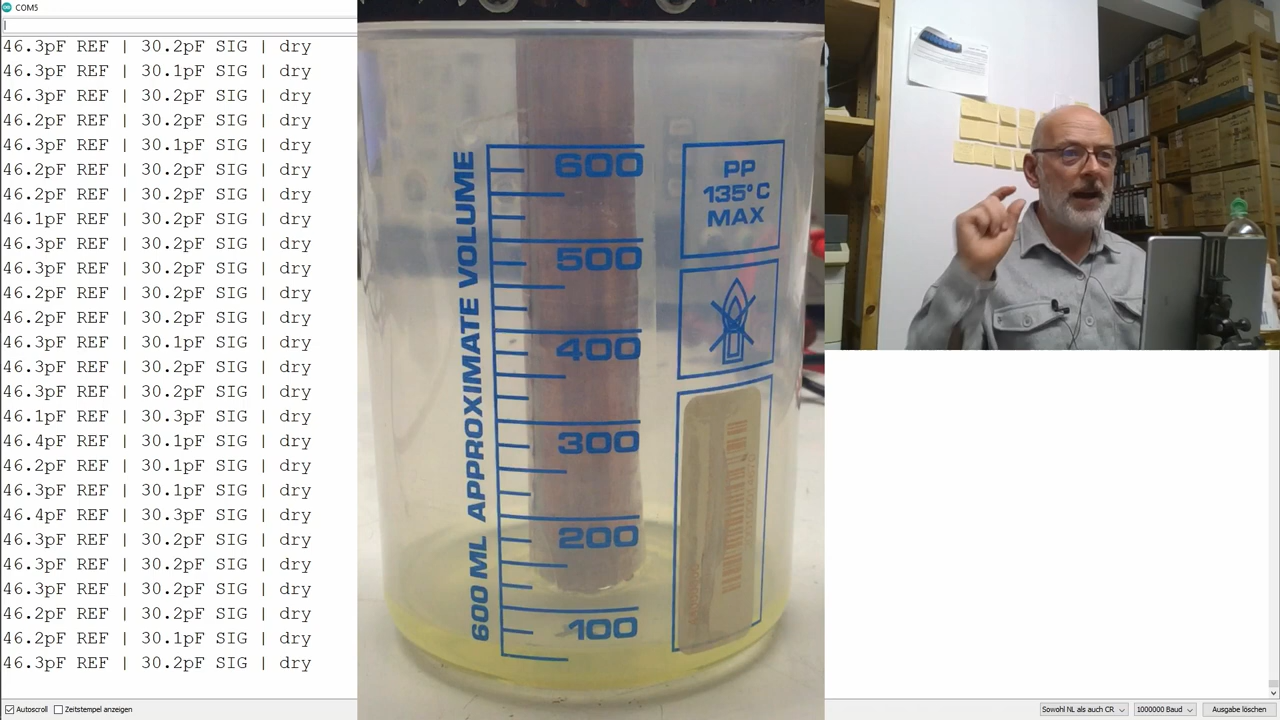 COM5
46.3pF REF | 30.2pF SIG | dry
46.3pF REF | 30.1pF SIG | dry
46.3pF REF | 30.2pF SIG | dry
46.2pF REF | 30.2pF SIG | dry
46.3pF REF | 30.1pF SIG | dry
46.2pF REF | 30.2pF SIG | dry
46.2pF REF | 30.2pF SIG | dry
46.1pF REF | 30.2pF SIG | dry
46.3pF REF | 30.2pF SIG | dry
46.3pF REF | 30.2pF SIG | dry
46.2pF REF | 30.2pF SIG | dry
46.2pF REF | 30.2pF SIG | dry
46.3pF REF | 30.1pF SIG | dry
46.3pF REF | 30.2pF SIG | dry
46.3pF REF | 30.2pF SIG | dry
46.1pF REF | 30.3pF SIG | dry
46.4pF REF | 30.1pF SIG | dry
46.2pF REF | 30.1pF SIG | dry
46.3pF REF | 30.1pF SIG | dry
46.4pF REF | 30.3pF SIG | dry
46.3pF REF | 30.2pF SIG | dry
46.3pF REF | 30.2pF SIG | dry
46.3pF REF | 30.2pF SIG | dry
46.2pF REF | 30.2pF SIG | dry
46.2pF REF | 30.1pF SIG | dry
46.3pF REF | 30.2pF SIG | dry
Autoscroll
Zeitstempel anzeigen
600 ML APPROXIMATE VOLUME
600
500
400
300
200
100
PP
135°C
MAX
Sowohl NL als auch CR
1000000 Baud
Ausgabe löschen